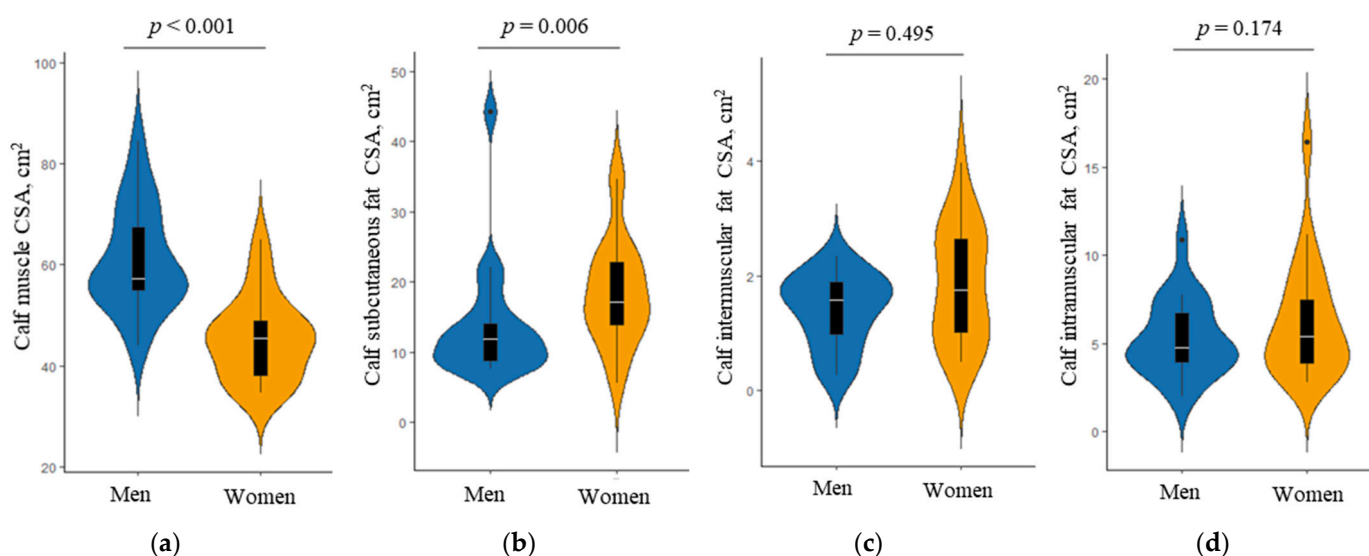 p < 0.001
p = 0.006
p = 0.495
p = 0.174
Calf muscle CSA, cm²
100
80
60
40
20
Men
Women
(a)
Calf subcutaneous fat CSA, cm²
50
40
30
20
10
0
Men
Women
(b)
Calf intermuscular fat CSA, cm²
4
2
0
Men
Women
(c)
Calf intramuscular fat CSA, cm²
20
15
10
5
0
Men
Women
(d)